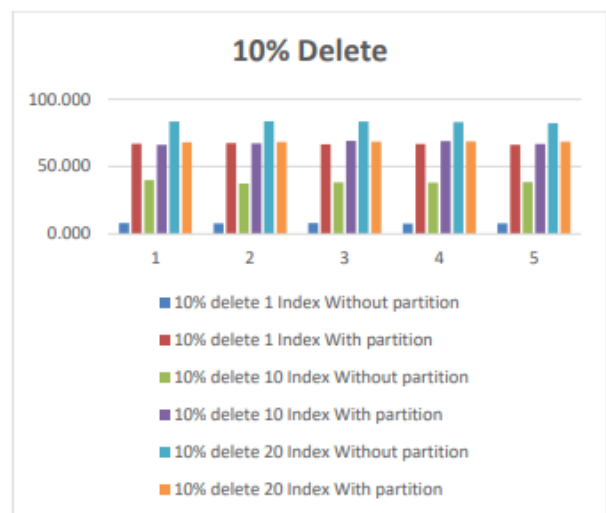 10% Delete
100.000
50.000
0.000
1 2 3 4 5
10% delete 1 Index Without partition
10% delete 1 Index With partition
10% delete 10 Index Without partition
10% delete 10 Index With partition
10% delete 20 Index Without partition
10% delete 20 Index With partition